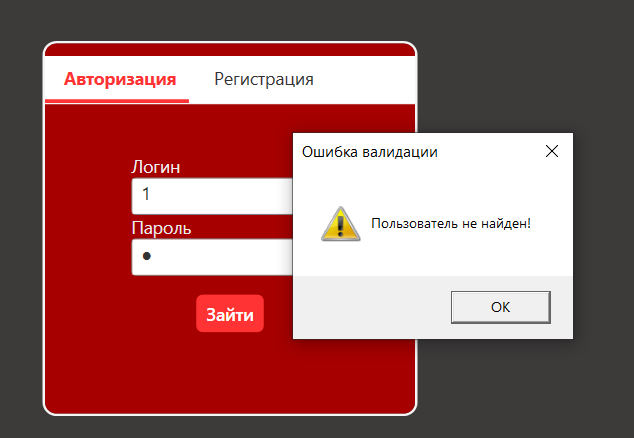 Авторизация Регистрация
Логин
1
Пароль
●
Зайти
Ошибка валидации
Пользователь не найден!
OK